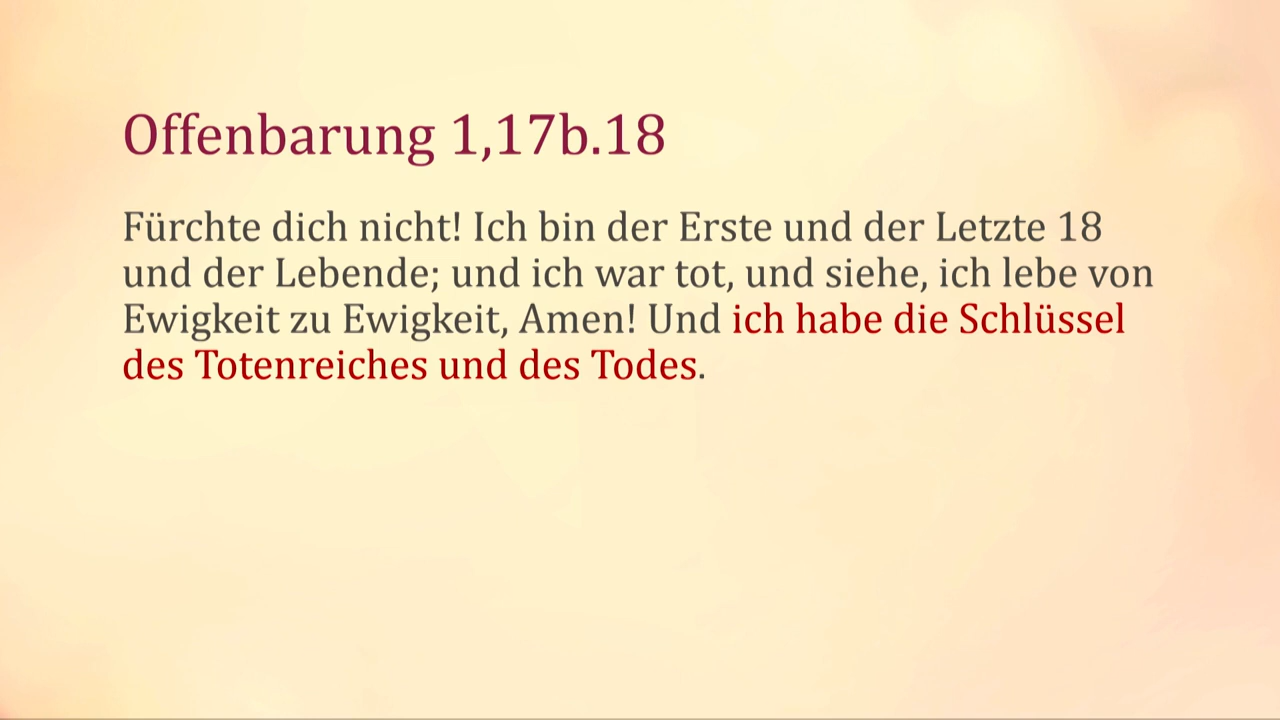 Offenbarung 1,17b.18
Fürchte dich nicht! Ich bin der Erste und der Letzte 18
und der Lebende; und ich war tot, und siehe, ich lebe von
Ewigkeit zu Ewigkeit, Amen! Und ich habe die Schlüssel
des Totenreiches und des Todes.